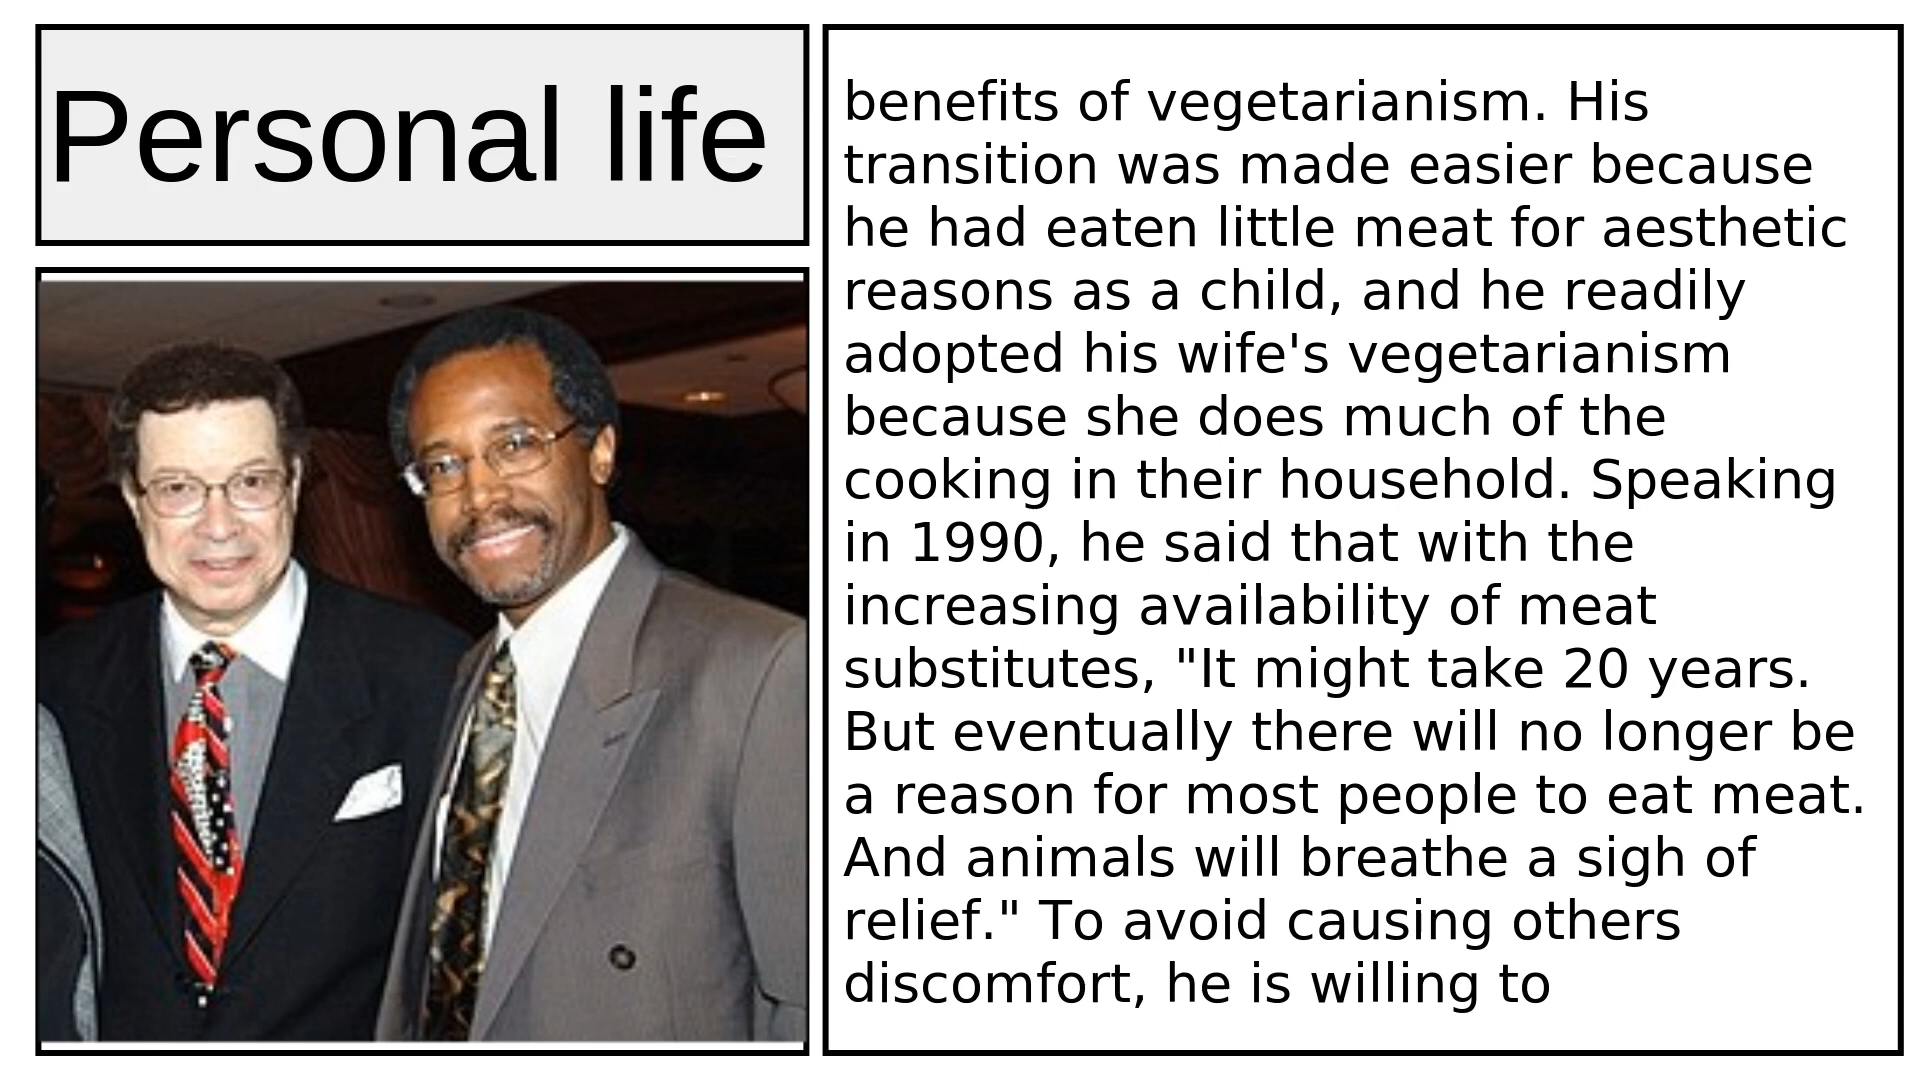 Personal life
benefits of vegetarianism. His
transition was made easier because
he had eaten little meat for aesthetic
reasons as a child, and he readily
adopted his wife's vegetarianism
because she does much of the
cooking in their household. Speaking
in 1990, he said that with the
increasing availability of meat
substitutes, "It might take 20 years.
But eventually there will no longer be
a reason for most people to eat meat.
And animals will breathe a sigh of
relief." To avoid causing others
discomfort, he is willing to